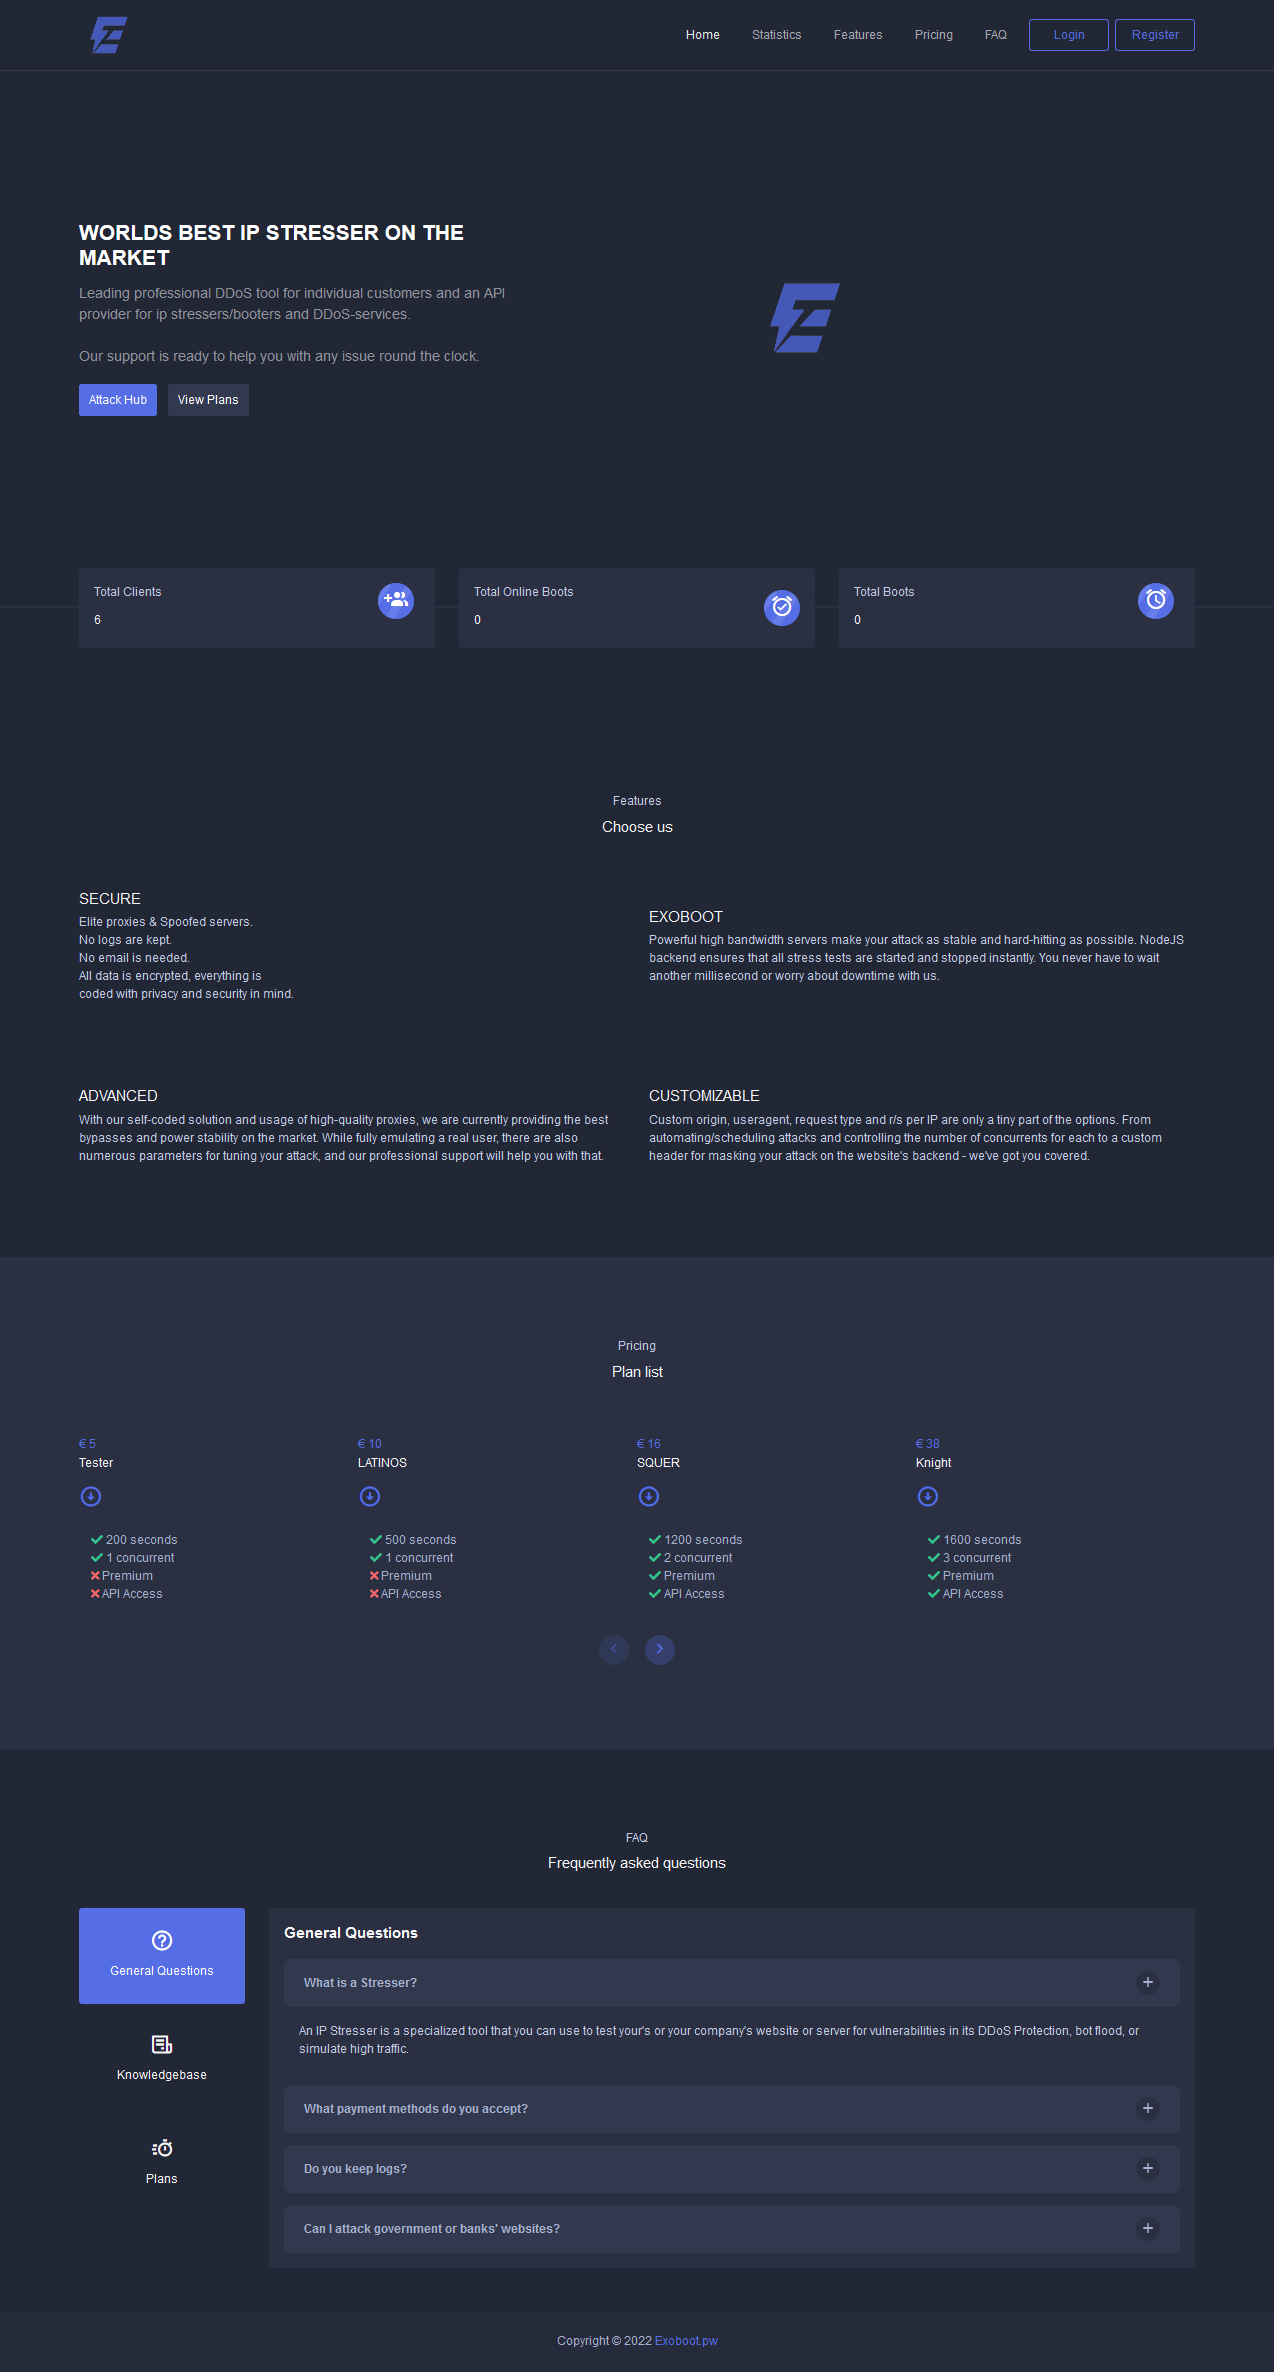 Home Statistics Features Pricing FAQ Login Register
WORLDS BEST IP STRESSER ON THE
MARKET
Leading professional DDoS tool for individual customers and an API
provider for ip stressers/booters and DDoS-services.
Our support is ready to help you with any issue round the clock.
Attack Hub View Plans
Total Clients
6
Total Online Boots
0
Total Boots
0
Features
Choose us
SECURE
Elite proxies & Spoofed servers.
No logs are kept.
No email is needed.
All data is encrypted, everything is
coded with privacy and security in mind.
EXOBOOT
Powerful high bandwidth servers make your attack as stable and hard-hitting as possible. NodeJS
backend ensures that all stress tests are started and stopped instantly. You never have to wait
another millisecond or worry about downtime with us.
ADVANCED
With our self-coded solution and usage of high-quality proxies, we are currently providing the best
bypasses and power stability on the market. While fully emulating a real user, there are also
numerous parameters for tuning your attack, and our professional support will help you with that.
CUSTOMIZABLE
Custom origin, useragent, request type and r/s per IP are only a tiny part of the options. From
automating/scheduling attacks and controlling the number of concurrents for each to a custom
header for masking your attack on the website's backend - we've got you covered.
Pricing
Plan list
€ 5
Tester
200 seconds
1 concurrent
Premium
API Access
€ 10
LATINOS
500 seconds
1 concurrent
Premium
API Access
€ 16
SQUER
1200 seconds
2 concurrent
Premium
API Access
€ 38
Knight
1600 seconds
3 concurrent
Premium
API Access
FAQ
Frequently asked questions
General Questions
Knowledgebase
Plans
General Questions
What is a Stresser?
An IP Stresser is a specialized tool that you can use to test your's or your company's website or server for vulnerabilities in its DDoS Protection, bot flood, or
simulate high traffic.
What payment methods do you accept?
Do you keep logs?
Can I attack government or banks' websites?
Copyright © 2022 Exoboot.pw